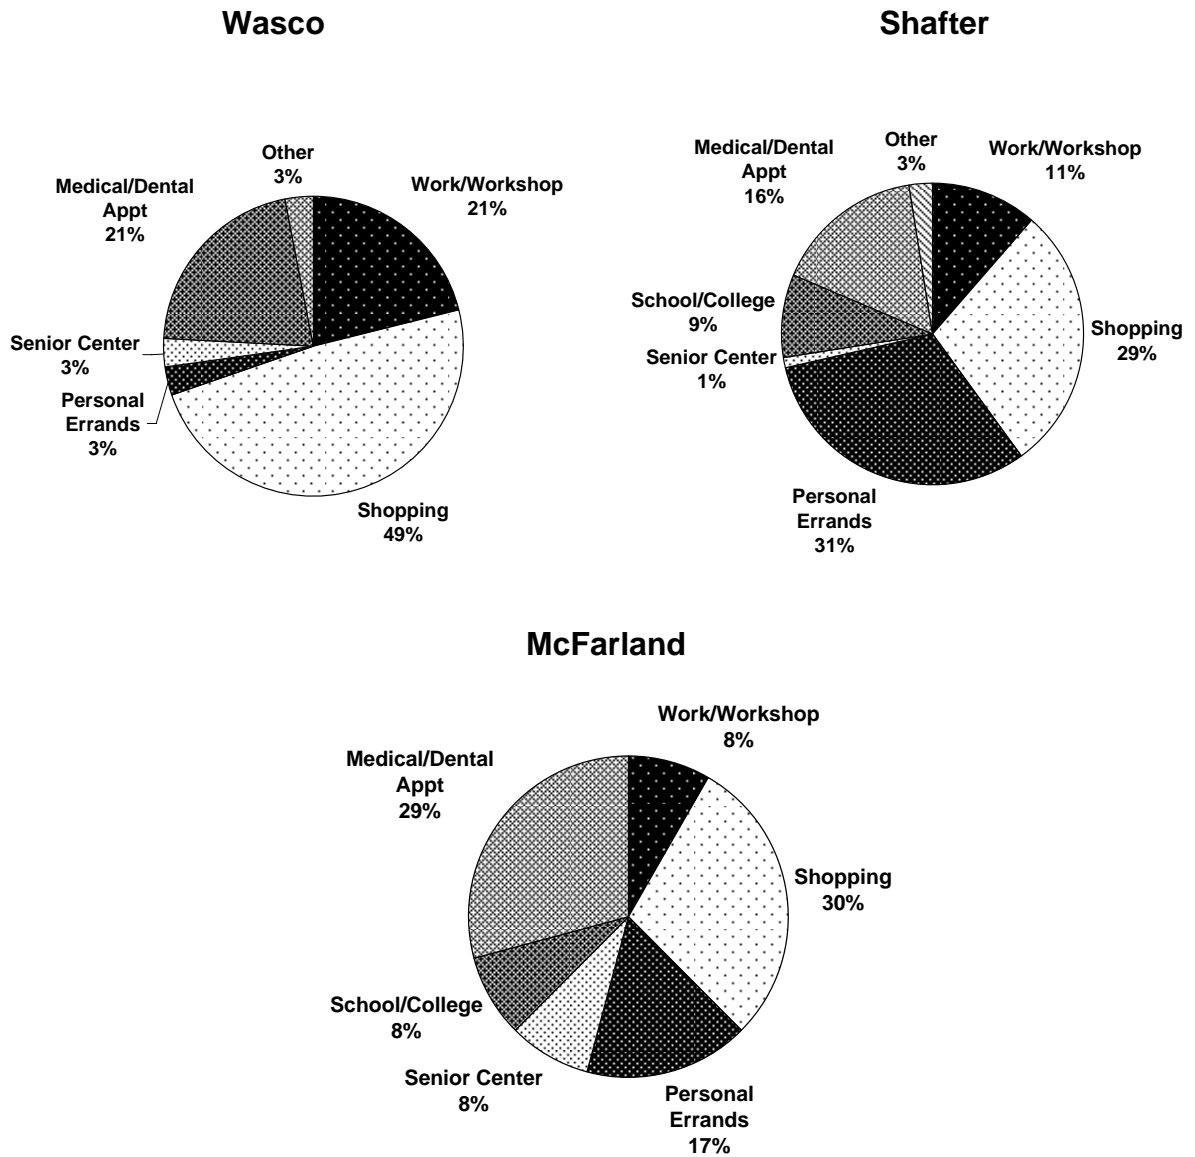 Wasco
Other
3%
Medical/Dental
Appt
21%
Work/Workshop
21%
Senior Center
3%
Personal
Errands
3%
Shopping
49%
Shafter
Other
3%
Medical/Dental
Appt
16%
Work/Workshop
11%
School/College
9%
Senior Center
1%
Shopping
29%
Personal
Errands
31%
McFarland
Work/Workshop
8%
Medical/Dental
Appt
29%
Shopping
30%
School/College
8%
Senior Center
8%
Personal
Errands
17%